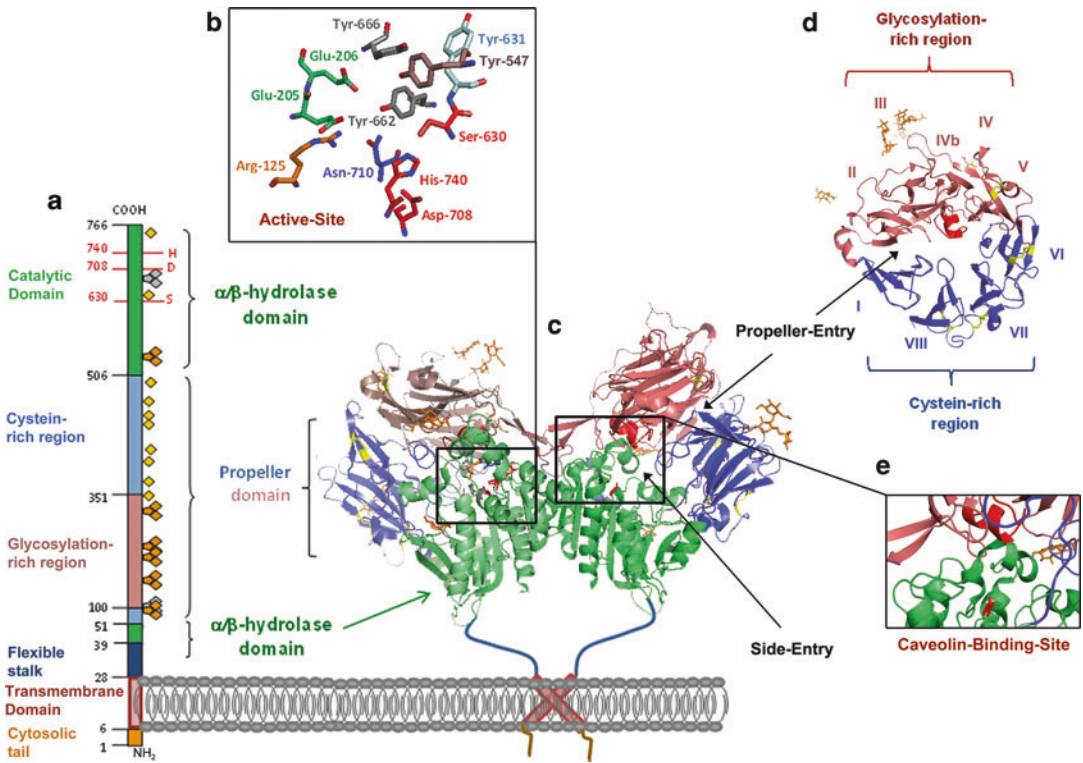 a
COOH
766
740
H
708
D
Catalytic
Domain
630
S
α/β-hydrolase
domain
506
Cystein-
rich region
351
Glycosylation-
rich region
100
51
39
α/β-hydrolase
domain
Flexible
stalk
28
Transmembrane
Domain
6
Cytosolic
tail
1
NH2
b
Tyr-666
Tyr-631
Glu-206
Tyr-547
Glu-205
Tyr-662
Ser-630
Arg-125
Asn-710
His-740
Asp-708
Active-Site
c
Propeller-Entry
Propeller
domain
Side-Entry
d
Glycosylation-
rich region
III
IV
IVb
II
V
VI
I
VII
VIII
Cystein-rich
region
e
Caveolin-Binding-Site